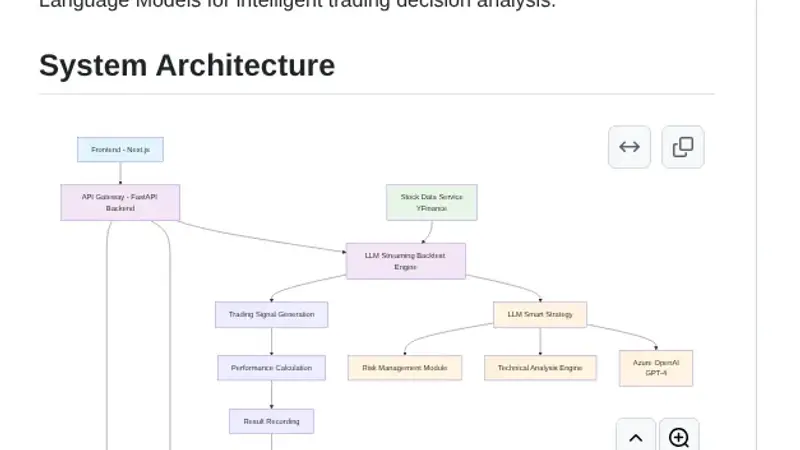 Language Models for intelligent trading decision analysis.
System Architecture
Frontend - Next.js
API Gateway - FastAPI
Backend
Stock Data Service
YFinance
LLM Streaming Backtest
Engine
Trading Signal Generation
LLM Smart Strategy
Performance Calculation
Risk Management Module
Technical Analysis Engine
Azure OpenAI
GPT-4
Result Recording